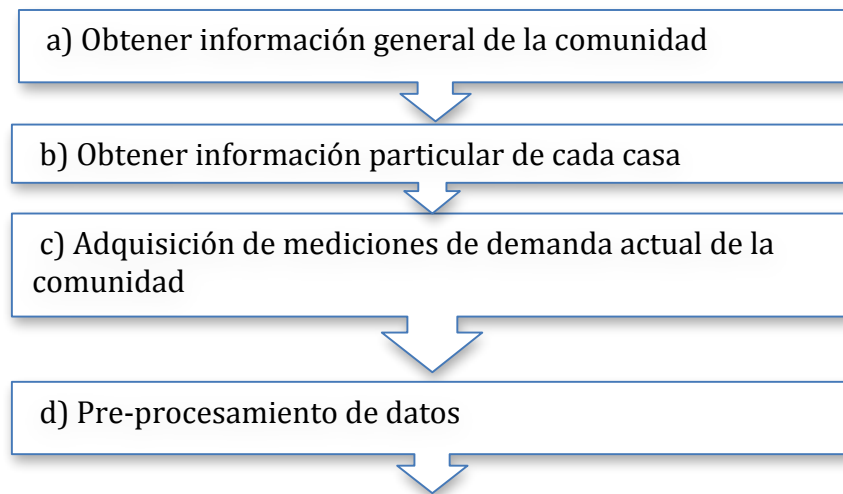 a) Obtener información general de la comunidad
b) Obtener información particular de cada casa
c) Adquisición de mediciones de demanda actual de la
comunidad
d) Pre-procesamiento de datos